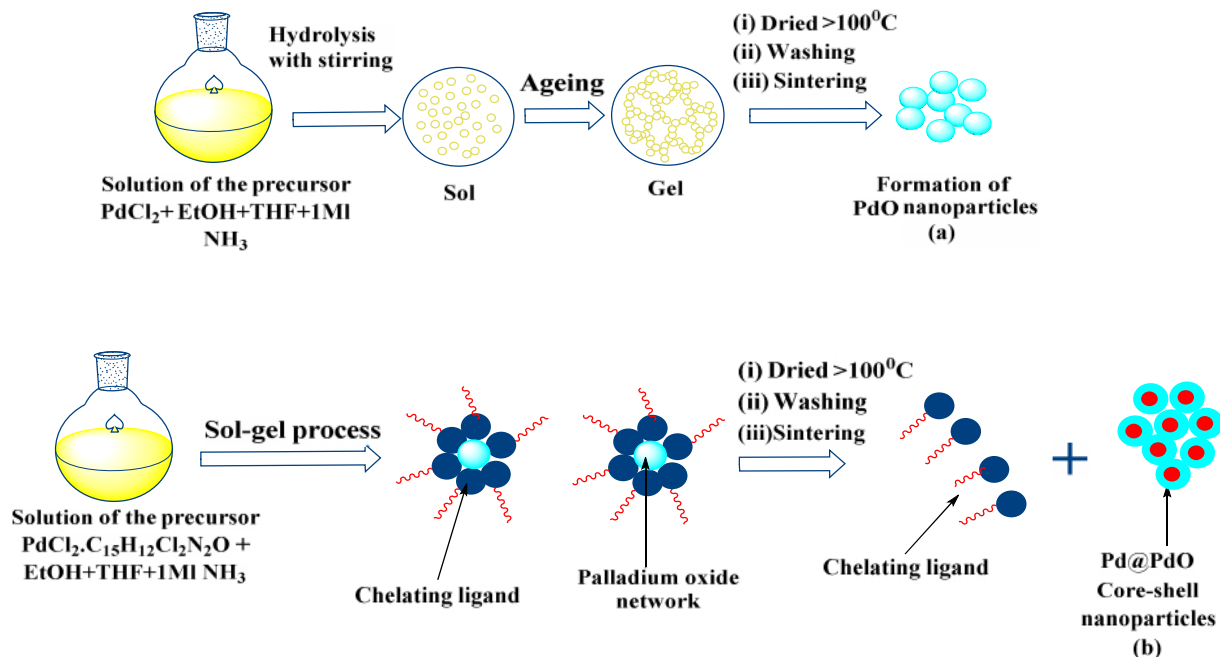 Hydrolysis
with stirring
Ageing
(i) Dried >100⁰C
(ii) Washing
(iii) Sintering
Solution of the precursor
PdCl₂+ EtOH+THF+1Ml
NH₃
Sol
Gel
Formation of
PdO nanoparticles
(a)
Sol-gel process
(i) Dried >100⁰C
(ii) Washing
(iii)Sintering
+
Solution of the precursor
PdCl₂.C₁₅H₁₂Cl₂N₂O +
EtOH+THF+1Ml NH₃
Chelating ligand
Palladium oxide
network
Chelating ligand
Pd@PdO
Core-shell
nanoparticles
(b)